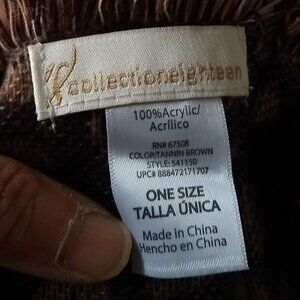 18 collectioneighteen
100%Acrylic/
Acrílico
RN# 67508
COLOR:TANNIN BROWN
STYLE: 541150
UPC# 888472171707
ONE SIZE
TALLA ÚNICA
Made in China
Hencho en China